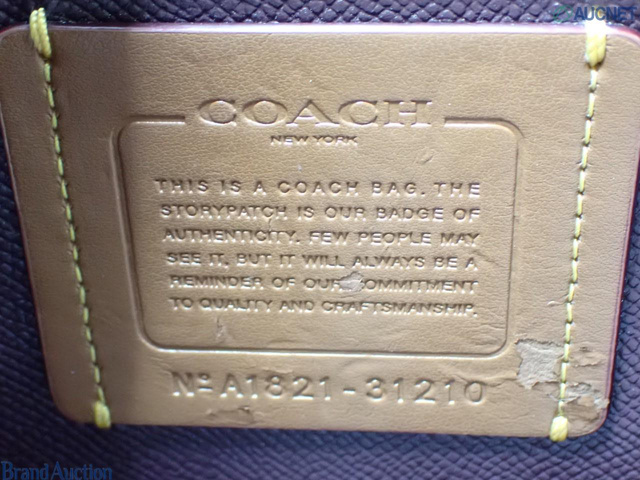 AUCNET
COACH
NEW YORK
THIS IS A COACH BAG. THE
STORYPATCH IS OUR BADGE OF
AUTHENTICITY. FEW PEOPLE MAY
SEE IT, BUT IT WILL ALWAYS BE A
REMINDER OF OUR COMMITMENT
TO QUALITY AND CRAFTSMANSHIP.
Nº A1821-31210
Brand Auction